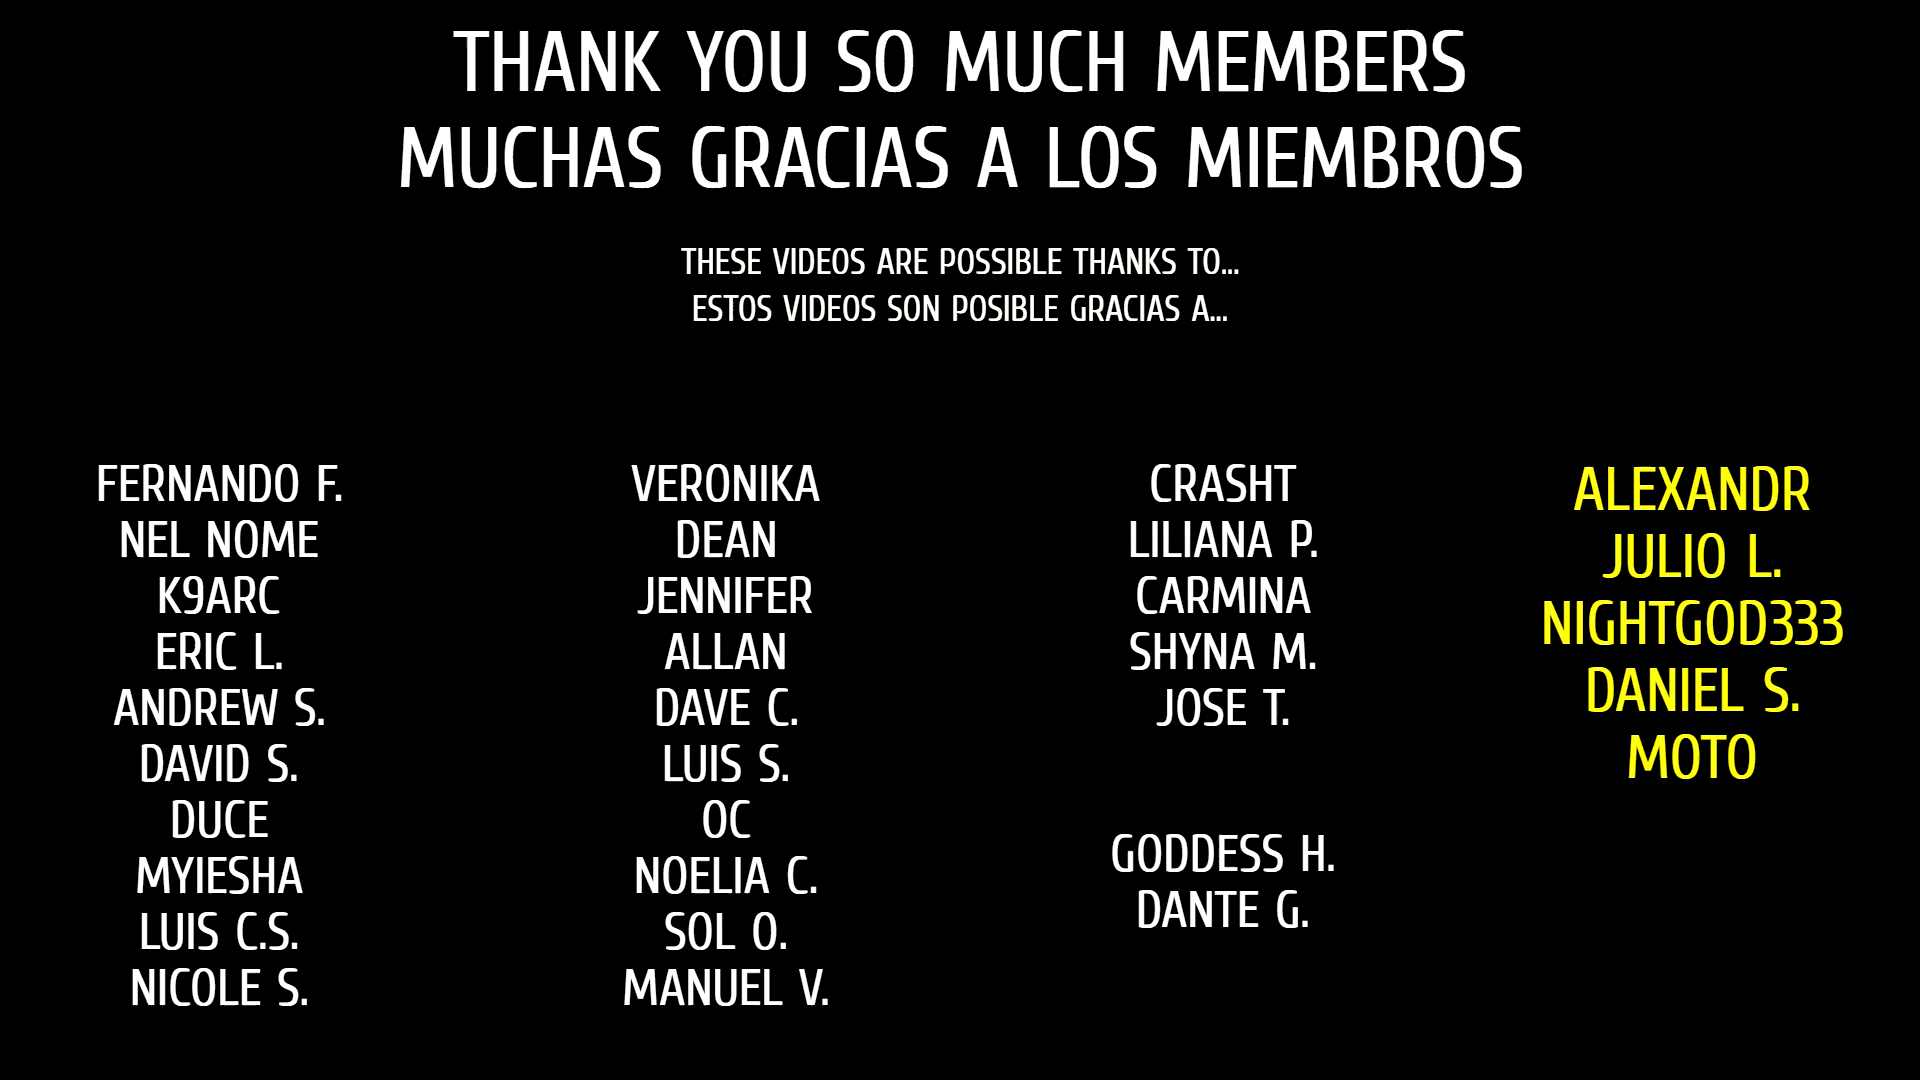 THANK YOU SO MUCH MEMBERS
MUCHAS GRACIAS A LOS MIEMBROS
THESE VIDEOS ARE POSSIBLE THANKS TO...
ESTOS VIDEOS SON POSIBLE GRACIAS A...
FERNANDO F.
NEL NOME
K9ARC
ERIC L.
ANDREW S.
DAVID S.
DUCE
MYIESHA
LUIS C.S.
NICOLE S.
VERONIKA
DEAN
JENNIFER
ALLAN
DAVE C.
LUIS S.
OC
NOELIA C.
SOL O.
MANUEL V.
CRASHT
LILIANA P.
CARMINA
SHYNA M.
JOSE T.
GODDESS H.
DANTE G.
ALEXANDR
JULIO L.
NIGHTGOD333
DANIEL S.
MOTO